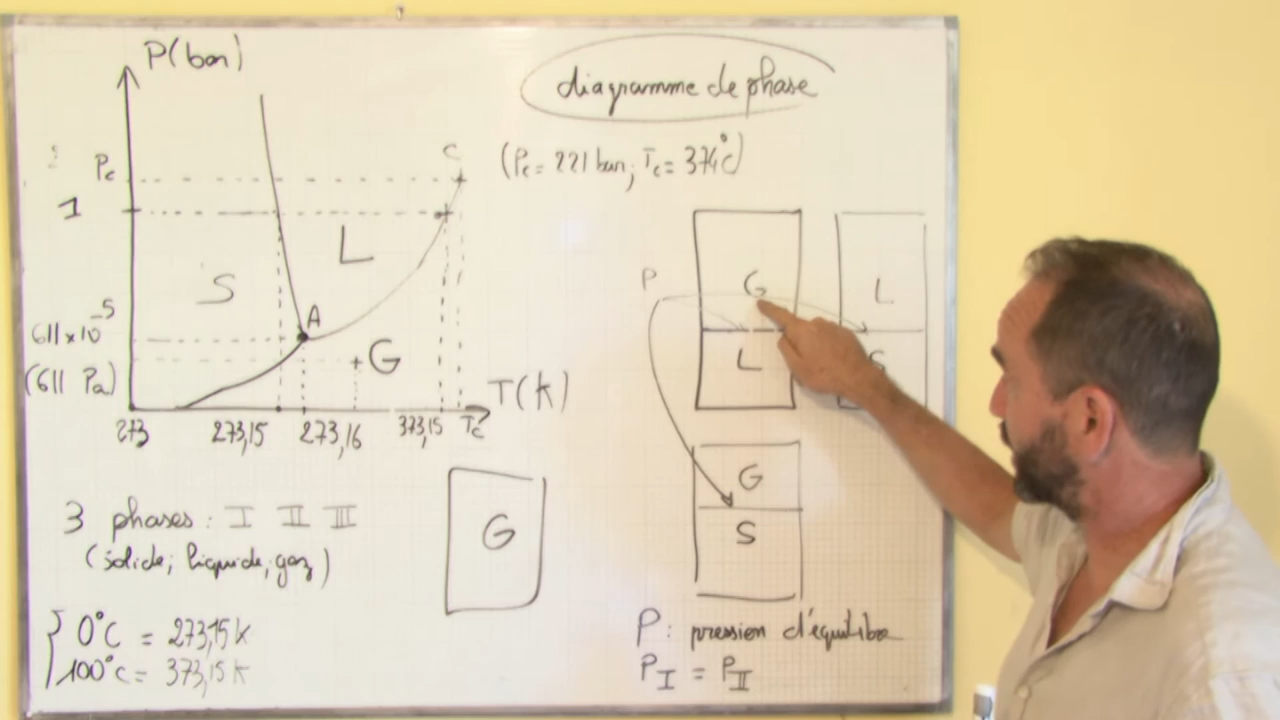 P(bar)
diagramme de phase
(Pc = 221 bar; Tc = 374°C)
Pc
C
1
L
S
A
611 x 10^-5
(611 Pa)
+ G
T(K)
273
273,15
273,16
373,15
Tc
P
G
L
L
S
G
S
G
3 phases : I II III
(solide; liquide; gaz)
0°C = 273,15 K
100°C = 373,15 K
P : pression d'équilibre
P_I = P_II